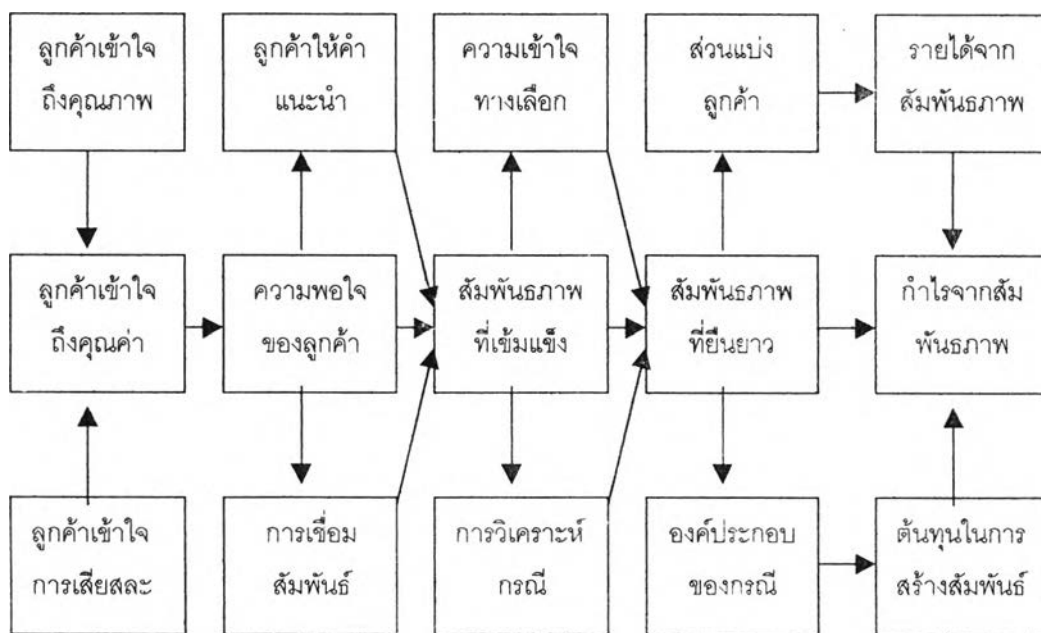 ลูกค้าเข้าใจ
ถึงคุณภาพ
ลูกค้าให้คำ
แนะนำ
ความเข้าใจ
ทางเลือก
ส่วนแบ่ง
ลูกค้า
รายได้จาก
สัมพันธภาพ
ลูกค้าเข้าใจ
ถึงคุณค่า
ความพอใจ
ของลูกค้า
สัมพันธภาพ
ที่เข้มแข็ง
สัมพันธภาพ
ที่ยืนยาว
กำไรจากสัม
พันธภาพ
ลูกค้าเข้าใจ
การเสียสละ
การเชื่อม
สัมพันธ์
การวิเคราะห์
กรณี
องค์ประกอบ
ของกรณี
ต้นทุนในการ
สร้างสัมพันธ์